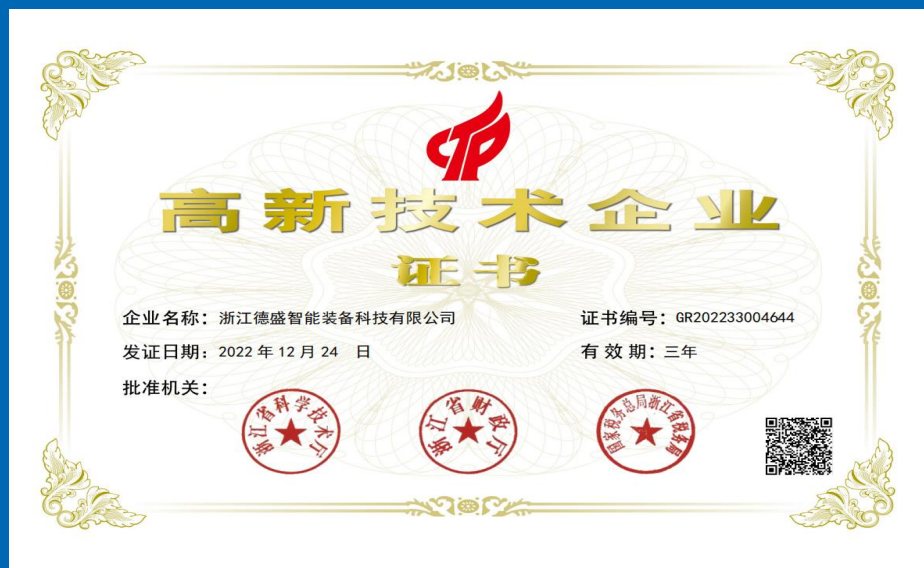 高新技术企业
证书
企业名称：浙江德盛智能装备科技有限公司
证书编号：GR202233004644
发证日期：2022 年 12 月 24 日
有 效 期：三年
批准机关：
浙江省科学技术厅
浙江省财政厅
国家税务总局浙江省税务局